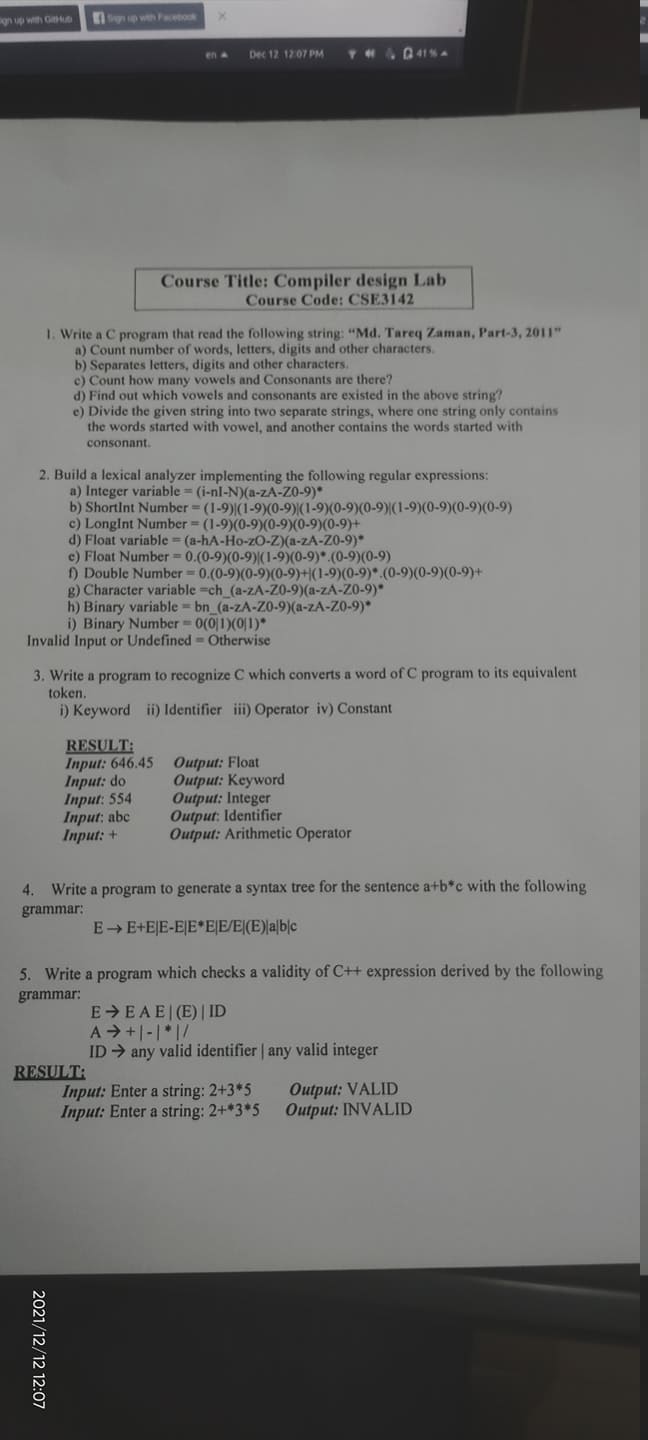 ign up with GitHub
Sign up with Facebook
en
Dec 12 12:07 PM
41 %
Course Title: Compiler design Lab
Course Code: CSE3142
1. Write a C program that read the following string: “Md. Tareq Zaman, Part-3, 2011”
a) Count number of words, letters, digits and other characters.
b) Separates letters, digits and other characters.
c) Count how many vowels and Consonants are there?
d) Find out which vowels and consonants are existed in the above string?
e) Divide the given string into two separate strings, where one string only contains
the words started with vowel, and another contains the words started with
consonant.
2. Build a lexical analyzer implementing the following regular expressions:
a) Integer variable = (i-nI-N)(a-zA-Z0-9)*
b) ShortInt Number = (1-9)|(1-9)(0-9)|(1-9)(0-9)(0-9)|(1-9)(0-9)(0-9)(0-9)
c) LongInt Number = (1-9)(0-9)(0-9)(0-9)(0-9)+
d) Float variable = (a-hA-Ho-zO-Z)(a-zA-Z0-9)*
e) Float Number = 0.(0-9)(0-9)|(1-9)(0-9)*.(0-9)(0-9)
f) Double Number = 0.(0-9)(0-9)(0-9)+|(1-9)(0-9)*.(0-9)(0-9)(0-9)+
g) Character variable =ch_(a-zA-Z0-9)(a-zA-Z0-9)*
h) Binary variable = bn_(a-zA-Z0-9)(a-zA-Z0-9)*
i) Binary Number = 0(0|1)(0|1)*
Invalid Input or Undefined = Otherwise
3. Write a program to recognize C which converts a word of C program to its equivalent
token.
i) Keyword ii) Identifier iii) Operator iv) Constant
RESULT:
Input: 646.45 Output: Float
Input: do Output: Keyword
Input: 554 Output: Integer
Input: abc Output: Identifier
Input: + Output: Arithmetic Operator
4. Write a program to generate a syntax tree for the sentence a+b*c with the following
grammar:
E → E+E|E-E|E*E|E/E|(E)|a|b|c
5. Write a program which checks a validity of C++ expression derived by the following
grammar:
E → E A E | (E) | ID
A → + | - | * | /
ID → any valid identifier | any valid integer
RESULT:
Input: Enter a string: 2+3*5 Output: VALID
Input: Enter a string: 2+*3*5 Output: INVALID
2021/12/12 12:07